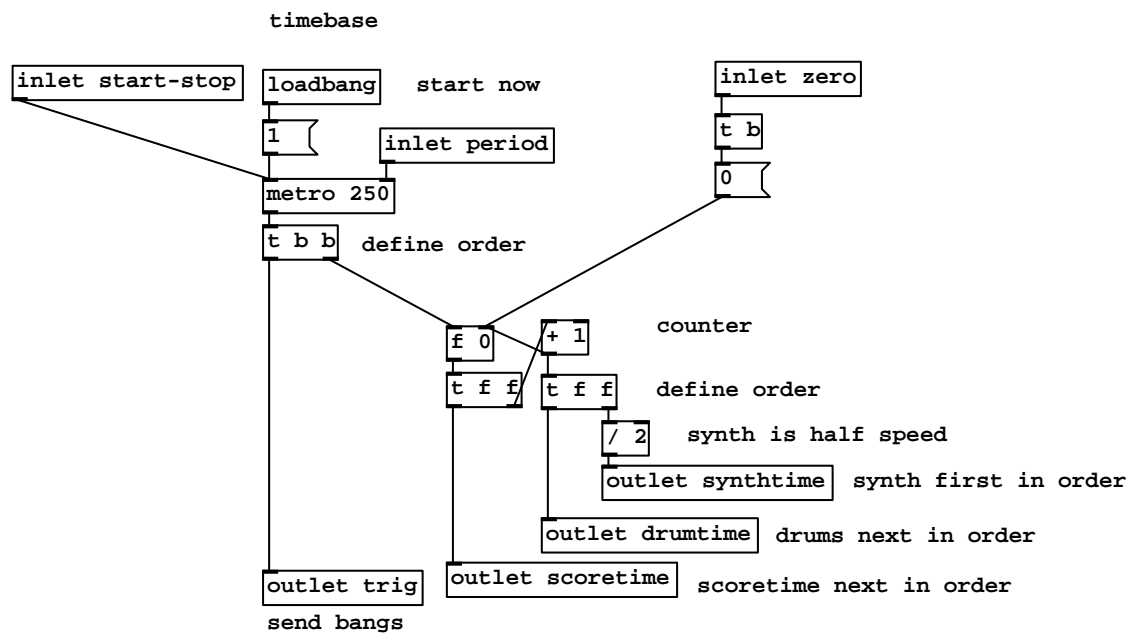 timebase
inlet start-stop
loadbang
start now
inlet zero
1
inlet period
t b
metro 250
0
t b b
define order
f 0
+ 1
counter
t f f
t f f
define order
/ 2
synth is half speed
outlet synthtime
synth first in order
outlet drumtime
drums next in order
outlet scoretime
scoretime next in order
outlet trig
send bangs